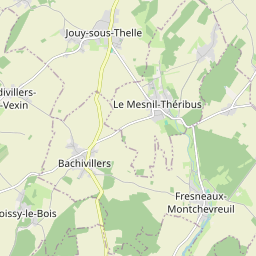 Jouy-sous-Thelle
divillers-
Vexin
Le Mesnil-Théribus
Bachivillers
Fresneaux-
Montchevreuil
oissy-le-Bois